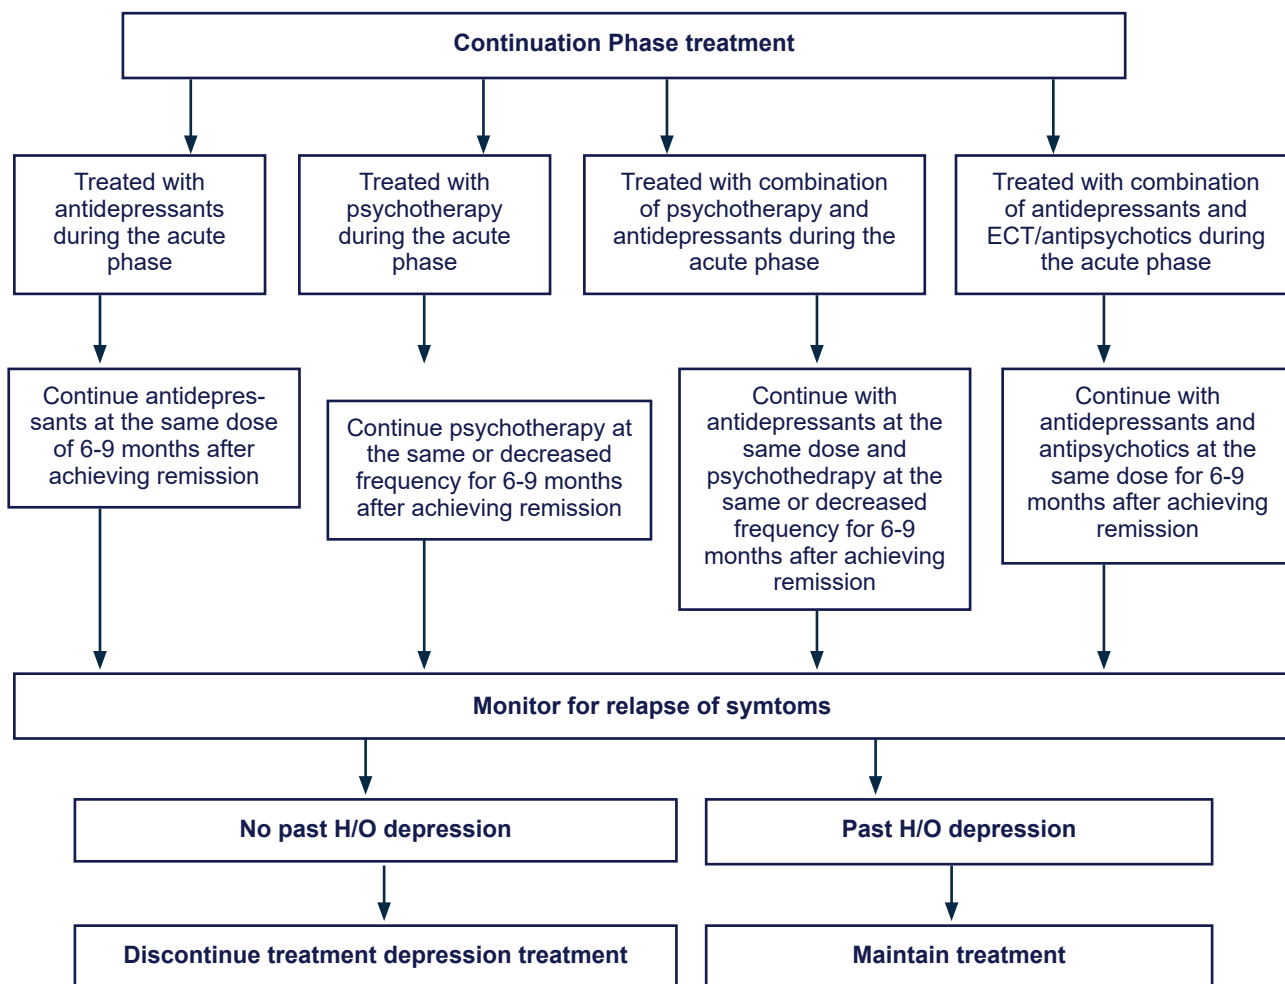 Continuation Phase treatment
Treated with
antidepressants
during the acute
phase
Treated with
psychotherapy
during the acute
phase
Treated with combination
of psychotherapy and
antidepressants during the
acute phase
Treated with combination
of antidepressants and
ECT/antipsychotics during
the acute phase
Continue antidepres-
sants at the same dose
of 6-9 months after
achieving remission
Continue psychotherapy at
the same or decreased
frequency for 6-9 months
after achieving remission
Continue with
antidepressants at the
same dose and
psychothedrapy at the
same or decreased
frequency for 6-9
months after achieving
remission
Continue with
antidepressants and
antipsychotics at the
same dose for 6-9
months after achieving
remission
Monitor for relapse of symtoms
No past H/O depression
Past H/O depression
Discontinue treatment depression treatment
Maintain treatment